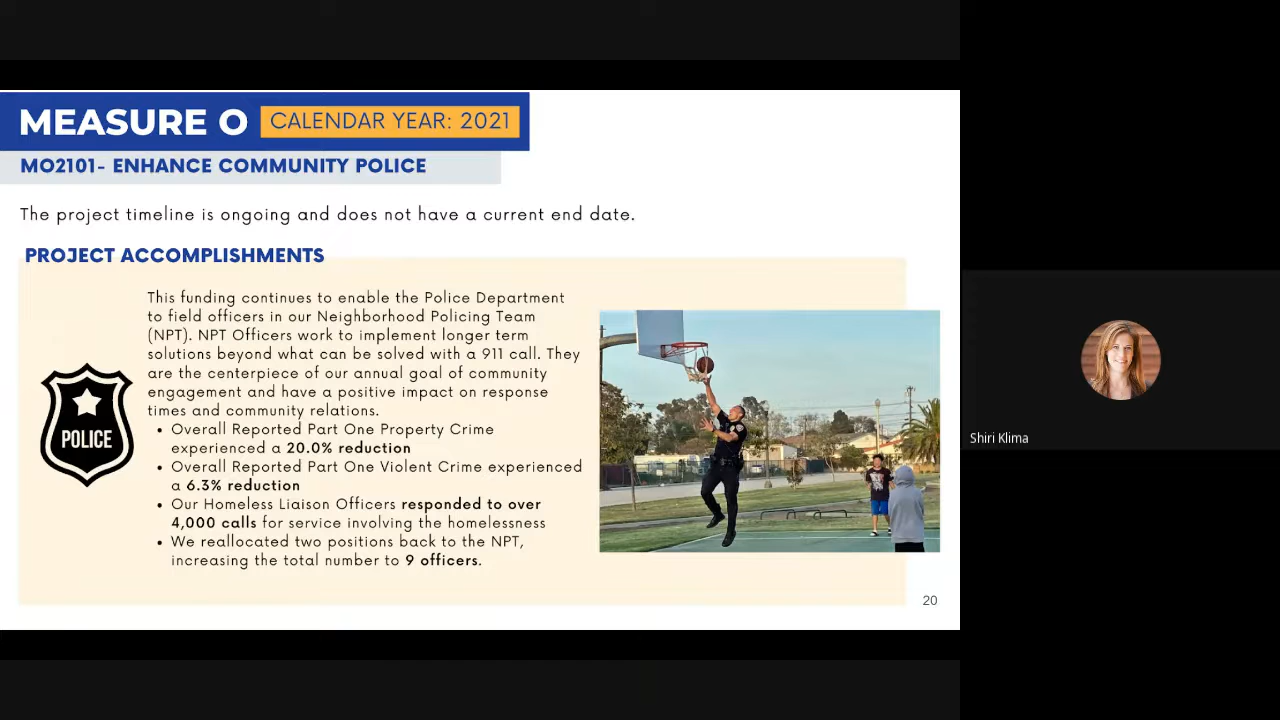 MEASURE O CALENDAR YEAR: 2021
MO2101- ENHANCE COMMUNITY POLICE
The project timeline is ongoing and does not have a current end date.
PROJECT ACCOMPLISHMENTS
This funding continues to enable the Police Department
to field officers in our Neighborhood Policing Team
(NPT). NPT Officers work to implement longer term
solutions beyond what can be solved with a 911 call. They
are the centerpiece of our annual goal of community
engagement and have a positive impact on response
times and community relations.
• Overall Reported Part One Property Crime
experienced a 20.0% reduction
• Overall Reported Part One Violent Crime experienced
a 6.3% reduction
• Our Homeless Liaison Officers responded to over
4,000 calls for service involving the homelessness
• We reallocated two positions back to the NPT,
increasing the total number to 9 officers.
POLICE
20
Shiri Klima